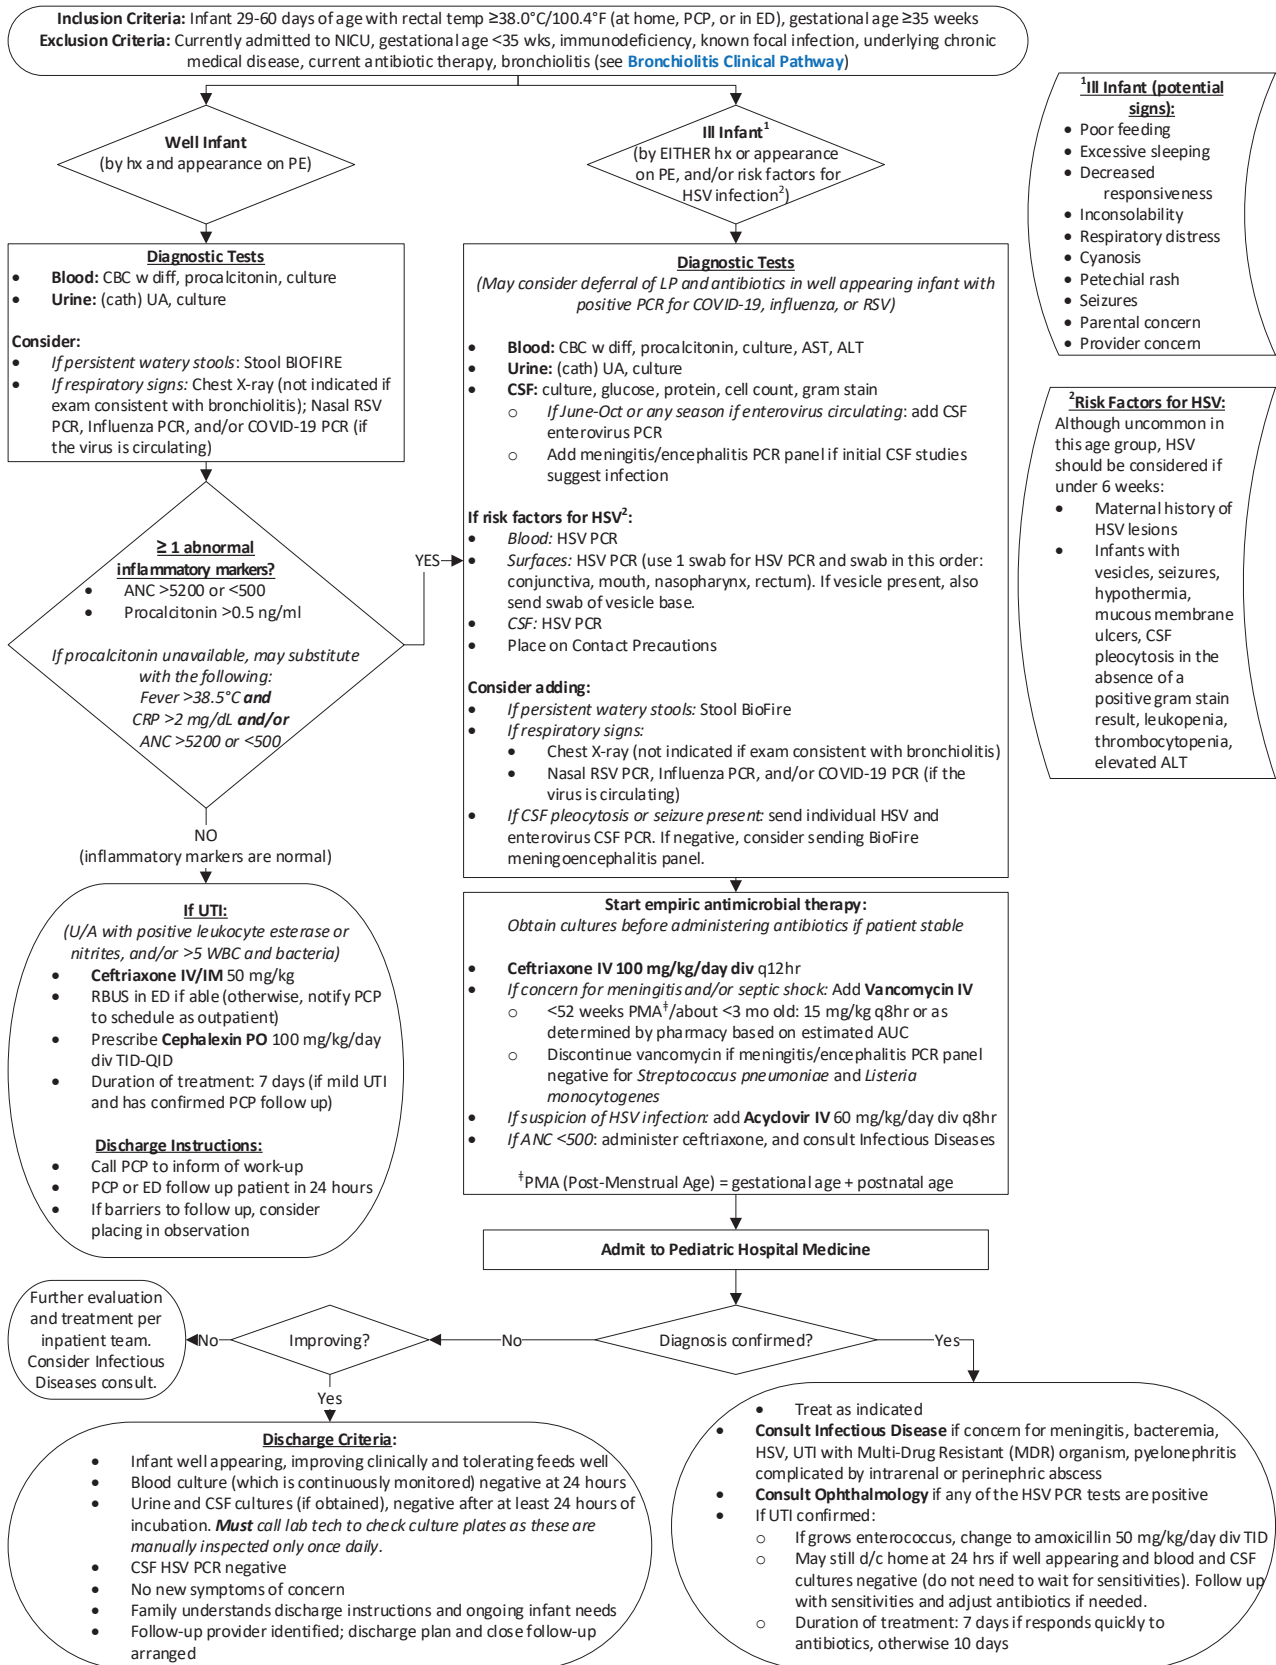 Inclusion Criteria: Infant 29-60 days of age with rectal temp ≥38.0°C/100.4°F (at home, PCP, or in ED), gestational age ≥35 weeks
Exclusion Criteria: Currently admitted to NICU, gestational age <35 wks, immunodeficiency, known focal infection, underlying chronic
medical disease, current antibiotic therapy, bronchiolitis (see Bronchiolitis Clinical Pathway)
Well Infant
(by hx and appearance on PE)
Ill Infant¹
(by EITHER hx or appearance
on PE, and/or risk factors for
HSV infection²)
¹Ill Infant (potential
signs):
• Poor feeding
• Excessive sleeping
• Decreased
responsiveness
• Inconsolability
• Respiratory distress
• Cyanosis
• Petechial rash
• Seizures
• Parental concern
• Provider concern
Diagnostic Tests
• Blood: CBC w diff, procalcitonin, culture
• Urine: (cath) UA, culture
Consider:
• If persistent watery stools: Stool BIOFIRE
• If respiratory signs: Chest X-ray (not indicated if
exam consistent with bronchiolitis); Nasal RSV
PCR, Influenza PCR, and/or COVID-19 PCR (if
the virus is circulating)
≥ 1 abnormal
inflammatory markers?
• ANC >5200 or <500
• Procalcitonin >0.5 ng/ml
If procalcitonin unavailable, may substitute
with the following:
Fever >38.5°C and
CRP >2 mg/dL and/or
ANC >5200 or <500
YES
NO
(inflammatory markers are normal)
Diagnostic Tests
(May consider deferral of LP and antibiotics in well appearing infant with
positive PCR for COVID-19, influenza, or RSV)
• Blood: CBC w diff, procalcitonin, culture, AST, ALT
• Urine: (cath) UA, culture
• CSF: culture, glucose, protein, cell count, gram stain
o If June-Oct or any season if enterovirus circulating: add CSF
enterovirus PCR
o Add meningitis/encephalitis PCR panel if initial CSF studies
suggest infection
If risk factors for HSV²:
• Blood: HSV PCR
• Surfaces: HSV PCR (use 1 swab for HSV PCR and swab in this order:
conjunctiva, mouth, nasopharynx, rectum). If vesicle present, also
send swab of vesicle base.
• CSF: HSV PCR
• Place on Contact Precautions
Consider adding:
• If persistent watery stools: Stool BioFire
• If respiratory signs:
• Chest X-ray (not indicated if exam consistent with bronchiolitis)
• Nasal RSV PCR, Influenza PCR, and/or COVID-19 PCR (if the
virus is circulating)
• If CSF pleocytosis or seizure present: send individual HSV and
enterovirus CSF PCR. If negative, consider sending BioFire
meningoencephalitis panel.
²Risk Factors for HSV:
Although uncommon in
this age group, HSV
should be considered if
under 6 weeks:
• Maternal history of
HSV lesions
• Infants with
vesicles, seizures,
hypothermia,
mucous membrane
ulcers, CSF
pleocytosis in the
absence of a
positive gram stain
result, leukopenia,
thrombocytopenia,
elevated ALT
If UTI:
(U/A with positive leukocyte esterase or
nitrites, and/or >5 WBC and bacteria)
• Ceftriaxone IV/IM 50 mg/kg
• RBUS in ED if able (otherwise, notify PCP
to schedule as outpatient)
• Prescribe Cephalexin PO 100 mg/kg/day
div TID-QID
• Duration of treatment: 7 days (if mild UTI
and has confirmed PCP follow up)
Discharge Instructions:
• Call PCP to inform of work-up
• PCP or ED follow up patient in 24 hours
• If barriers to follow up, consider
placing in observation
Start empiric antimicrobial therapy:
Obtain cultures before administering antibiotics if patient stable
• Ceftriaxone IV 100 mg/kg/day div q12hr
• If concern for meningitis and/or septic shock: Add Vancomycin IV
o <52 weeks PMA‡/about <3 mo old: 15 mg/kg q8hr or as
determined by pharmacy based on estimated AUC
o Discontinue vancomycin if meningitis/encephalitis PCR panel
negative for Streptococcus pneumoniae and Listeria
monocytogenes
• If suspicion of HSV infection: add Acyclovir IV 60 mg/kg/day div q8hr
• If ANC <500: administer ceftriaxone, and consult Infectious Diseases
‡PMA (Post-Menstrual Age) = gestational age + postnatal age
Admit to Pediatric Hospital Medicine
Diagnosis confirmed?
No
Yes
Improving?
No
Yes
Further evaluation
and treatment per
inpatient team.
Consider Infectious
Diseases consult.
Discharge Criteria:
• Infant well appearing, improving clinically and tolerating feeds well
• Blood culture (which is continuously monitored) negative at 24 hours
• Urine and CSF cultures (if obtained), negative after at least 24 hours of
incubation. Must call lab tech to check culture plates as these are
manually inspected only once daily.
• CSF HSV PCR negative
• No new symptoms of concern
• Family understands discharge instructions and ongoing infant needs
• Follow-up provider identified; discharge plan and close follow-up
arranged
• Treat as indicated
• Consult Infectious Disease if concern for meningitis, bacteremia,
HSV, UTI with Multi-Drug Resistant (MDR) organism, pyelonephritis
complicated by intrarenal or perinephric abscess
• Consult Ophthalmology if any of the HSV PCR tests are positive
• If UTI confirmed:
o If grows enterococcus, change to amoxicillin 50 mg/kg/day div TID
o May still d/c home at 24 hrs if well appearing and blood and CSF
cultures negative (do not need to wait for sensitivities). Follow up
with sensitivities and adjust antibiotics if needed.
o Duration of treatment: 7 days if responds quickly to
antibiotics, otherwise 10 days